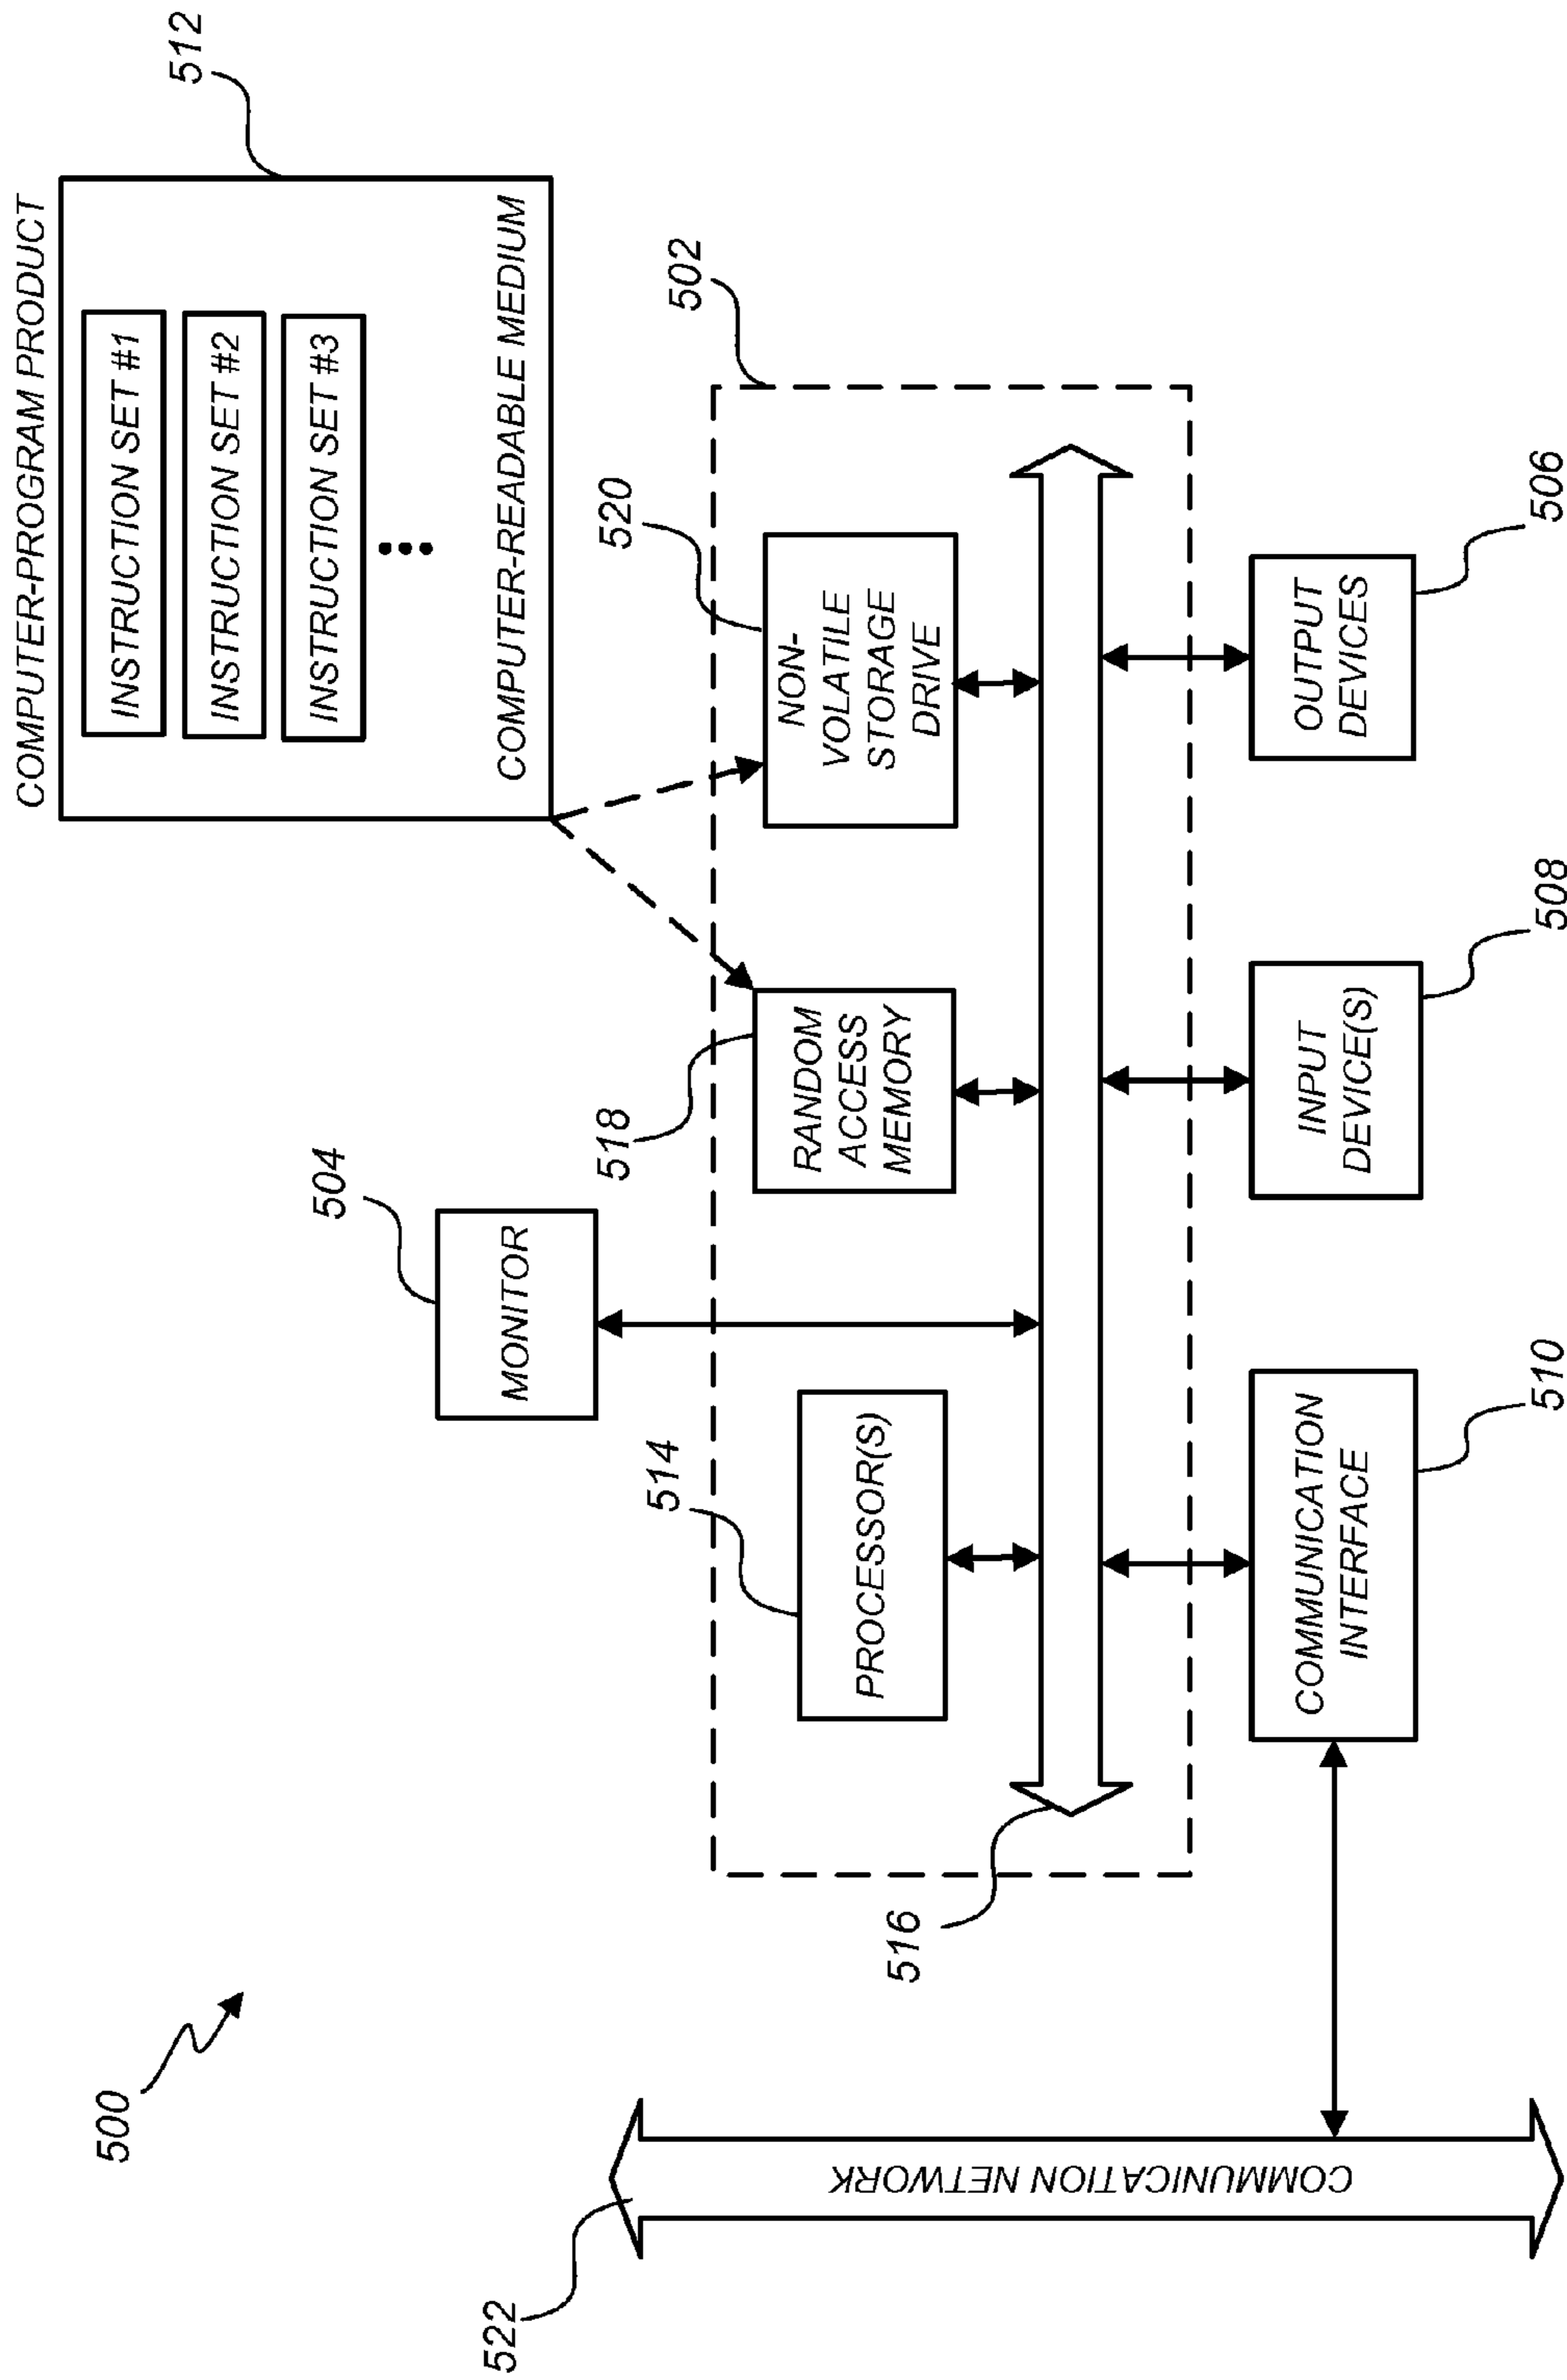 COMPUTER-PROGRAM PRODUCT
512
INSTRUCTION SET #1
INSTRUCTION SET #2
INSTRUCTION SET #3
COMPUTER-READABLE MEDIUM
500
504
MONITOR
502
514
518
520
PROCESSOR(S)
RANDOM
ACCESS
MEMORY
NON-
VOLATILE
STORAGE
DRIVE
516
522
COMMUNICATION NETWORK
COMMUNICATION
INTERFACE
510
INPUT
DEVICE(S)
508
OUTPUT
DEVICES
506